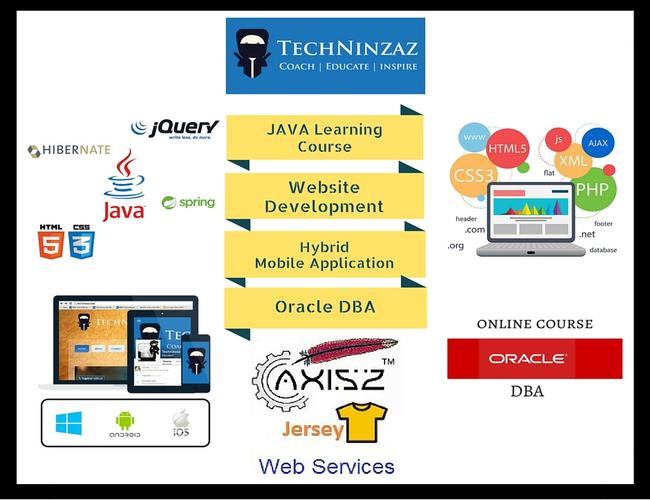 TECHNINZAZ
COACH | EDUCATE | INSPIRE
jQuery
write less, do more.
HIBERNATE
Java
spring
HTML
5
CSS
3
JAVA Learning
Course
Website
Development
Hybrid
Mobile Application
Oracle DBA
www
HTML5
js
AJAX
CSS3
XML
flat
PHP
header
.com
.org
footer
.net
database
ANDROID
iOS
AXIS2 TM
Jersey
Web Services
ONLINE COURSE
ORACLE
DBA